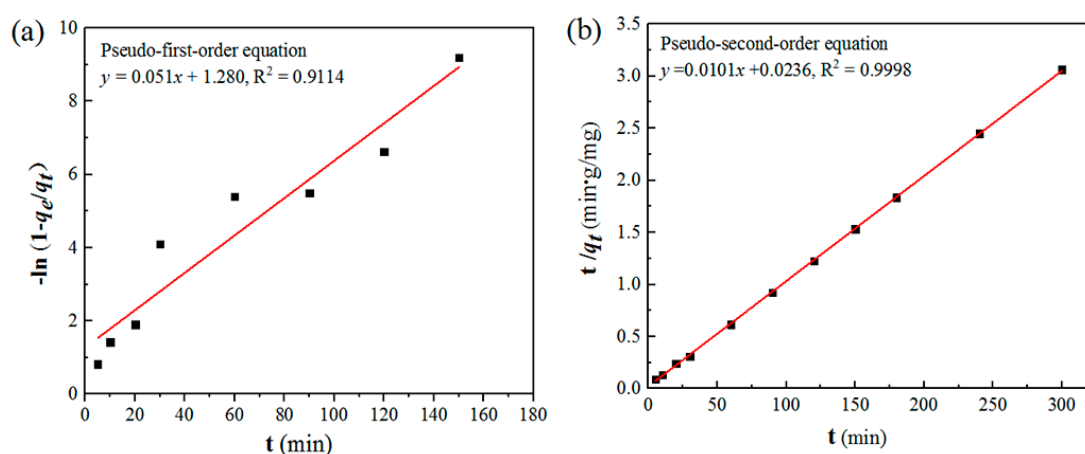 (a)
Pseudo-first-order equation
y = 0.051x + 1.280, R² = 0.9114
-ln (1-qe/qt)
10
8
6
4
2
0
0 20 40 60 80 100 120 140 160 180
t (min)
(b)
Pseudo-second-order equation
y =0.0101x +0.0236, R² = 0.9998
t /qt (min·g/mg)
3.5
3.0
2.5
2.0
1.5
1.0
0.5
0.0
0 50 100 150 200 250 300
t (min)